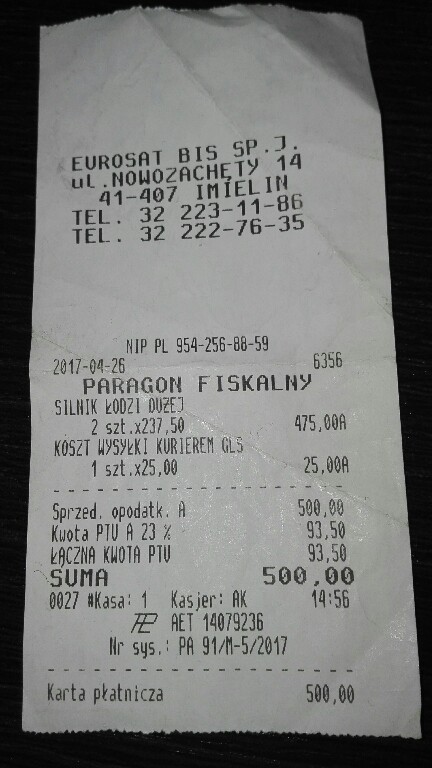 EUROSAT BIS SP.J.
uL.NOWOZACHĘTY 14
41-407 IMIELIN
TEL. 32 223-11-86
TEL. 32 222-76-35
NIP PL 954-256-88-59
2017-04-26 6356
PARAGON FISKALNY
SILNIK ŁODZI DUŻEJ
2 szt.x237,50 475,00A
KOSZT WYSYŁKI KURIEREM GLS
1 szt.x25,00 25,00A
Sprzed. opodatk. A 500,00
Kwota PTU A 23 % 93,50
ŁĄCZNA KWOTA PTU 93,50
SUMA 500,00
0027 #Kasa: 1 Kasjer: AK 14:56
AET 14079236
Nr sys.: PA 91/M-5/2017
Karta płatnicza 500,00